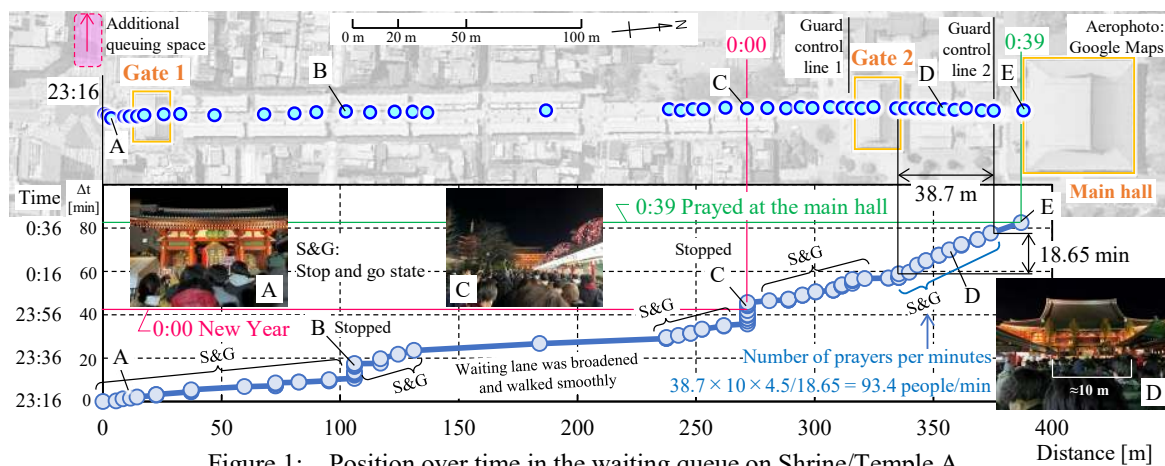 Additional
queuing space
0 m 20 m 50 m 100 m
N
0:00
Guard
control
line 1
Gate 2
Guard
control
line 2
0:39
Aerophoto:
Google Maps
Gate 1
23:16
A
B
C
D
E
Main hall
38.7 m
Time
Δt
[min]
0:36 80
0:16 60
23:56 40
23:36 20
23:16 0
A
S&G:
Stop and go state
C
0:39 Prayed at the main hall
0:00 New Year
A
S&G
B Stopped
S&G
Waiting lane was broadened
and walked smoothly
S&G
Stopped
C
S&G
E
18.65 min
D
S&G
Number of prayers per minutes
38.7 × 10 × 4.5/18.65 = 93.4 people/min
≈10 m
D
0 50 100 150 200 250 300 350 400
Distance [m]
Figure 1: Position over time in the waiting queue on Shrine/Temple A